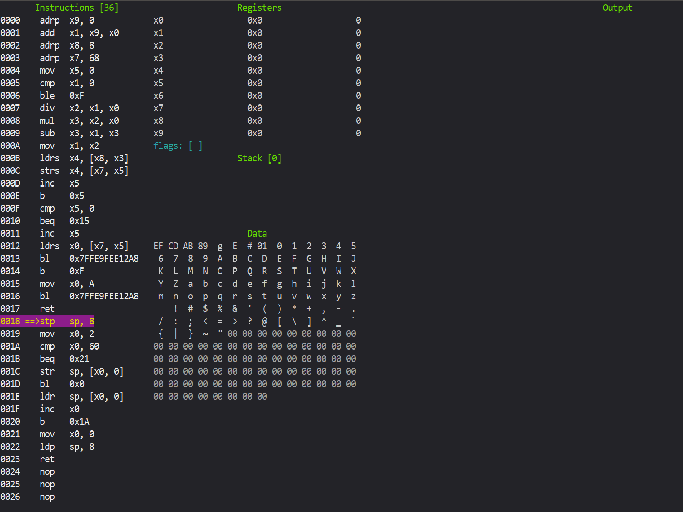 Instructions [36] Registers Output
0000 adrp x9, 0 x0 0x0 0
0001 add x1, x9, x0 x1 0x0 0
0002 adrp x8, 8 x2 0x0 0
0003 adrp x7, 68 x3 0x0 0
0004 mov x5, 0 x4 0x0 0
0005 cmp x1, 0 x5 0x0 0
0006 ble 0xF x6 0x0 0
0007 div x2, x1, x0 x7 0x0 0
0008 mul x3, x2, x0 x8 0x0 0
0009 sub x3, x1, x3 x9 0x0 0
000A mov x1, x2 flags: [ ]
000B ldrs x4, [x8, x3] Stack [0]
000C strs x4, [x7, x5]
000D inc x5
000E b 0x5
000F cmp x5, 0
0010 beq 0x15
0011 inc x5 Data
0012 ldrs x0, [x7, x5] EF CD AB 89 g E # 01 0 1 2 3 4 5
0013 bl 0x7FFE9FEE12A8 6 7 8 9 A B C D E F G H I J
0014 b 0xF K L M N O P Q R S T U V W X
0015 mov x0, A Y Z a b c d e f g h i j k l
0016 bl 0x7FFE9FEE12A8 m n o p q r s t u v w x y z
0017 ret ! # $ % & ' ( ) * + , - .
0018 ==>stp sp, 8 / : ; < = > ? @ [ \ ] ^ _ `
0019 mov x0, 2 { | } ~ " 00 00 00 00 00 00 00 00 00
001A cmp x0, 60 00 00 00 00 00 00 00 00 00 00 00 00 00 00
001B beq 0x21 00 00 00 00 00 00 00 00 00 00 00 00 00 00
001C str sp, [x0, 0] 00 00 00 00 00 00 00 00 00 00 00 00 00 00
001D bl 0x0 00 00 00 00 00 00 00 00 00 00 00 00 00 00
001E ldr sp, [x0, 0] 00 00 00 00 00 00 00 00
001F inc x0
0020 b 0x1A
0021 mov x0, 0
0022 ldp sp, 8
0023 ret
0024 nop
0025 nop
0026 nop